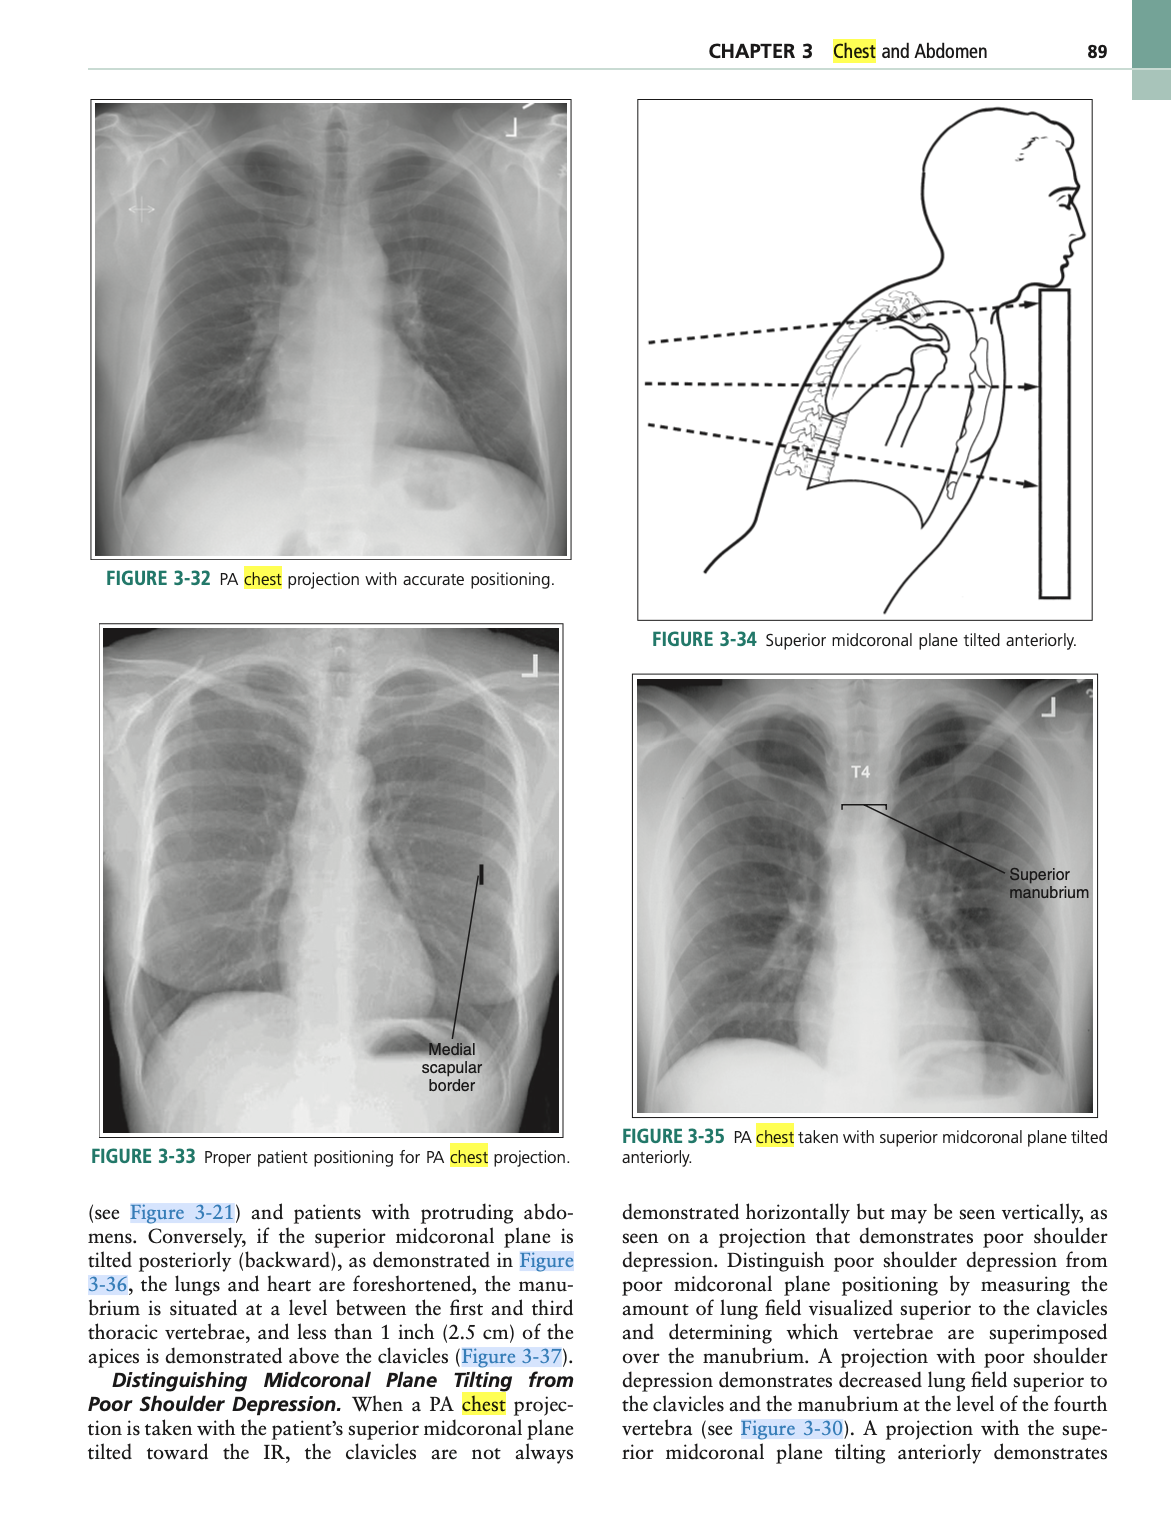 CHAPTER 3 Chest and Abdomen 89
L
FIGURE 3-32 PA chest projection with accurate positioning.
L
Medial
scapular
border
FIGURE 3-33 Proper patient positioning for PA chest projection.
(see Figure 3-21) and patients with protruding abdo-
mens. Conversely, if the superior midcoronal plane is
tilted posteriorly (backward), as demonstrated in Figure
3-36, the lungs and heart are foreshortened, the manu-
brium is situated at a level between the first and third
thoracic vertebrae, and less than 1 inch (2.5 cm) of the
apices is demonstrated above the clavicles (Figure 3-37).
Distinguishing Midcoronal Plane Tilting from
Poor Shoulder Depression. When a PA chest projec-
tion is taken with the patient's superior midcoronal plane
tilted toward the IR, the clavicles are not always
FIGURE 3-34 Superior midcoronal plane tilted anteriorly.
L
T4
Superior
manubrium
FIGURE 3-35 PA chest taken with superior midcoronal plane tilted
anteriorly.
demonstrated horizontally but may be seen vertically, as
seen on a projection that demonstrates poor shoulder
depression. Distinguish poor shoulder depression from
poor midcoronal plane positioning by measuring the
amount of lung field visualized superior to the clavicles
and determining which vertebrae are superimposed
over the manubrium. A projection with poor shoulder
depression demonstrates decreased lung field superior to
the clavicles and the manubrium at the level of the fourth
vertebra (see Figure 3-30). A projection with the supe-
rior midcoronal plane tilting anteriorly demonstrates